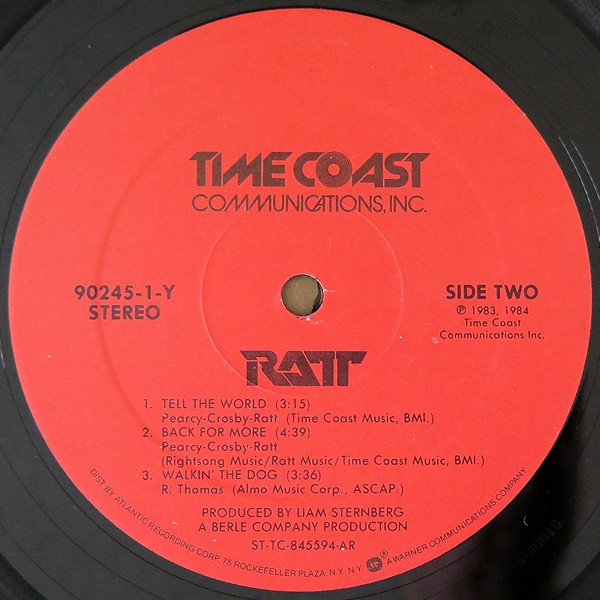 TIME COAST
COMMUNICATIONS, INC.
90245-1-Y
STEREO
SIDE TWO
℗ 1983, 1984
Time Coast
Communications Inc.
RATT
1. TELL THE WORLD (3:15)
Pearcy-Crosby-Ratt (Time Coast Music, BMI.)
2. BACK FOR MORE (4:39)
Pearcy-Crosby-Ratt
(Rightsong Music/Ratt Music/Time Coast Music, BMI.)
3. WALKIN' THE DOG (3:36)
R. Thomas (Almo Music Corp., ASCAP.)
PRODUCED BY LIAM STERNBERG
A BERLE COMPANY PRODUCTION
ST-TC-845594-AR
DIST. BY ATLANTIC RECORDING CORP. 75 ROCKEFELLER PLAZA, N.Y. N.Y. ® A WARNER COMMUNICATIONS COMPANY